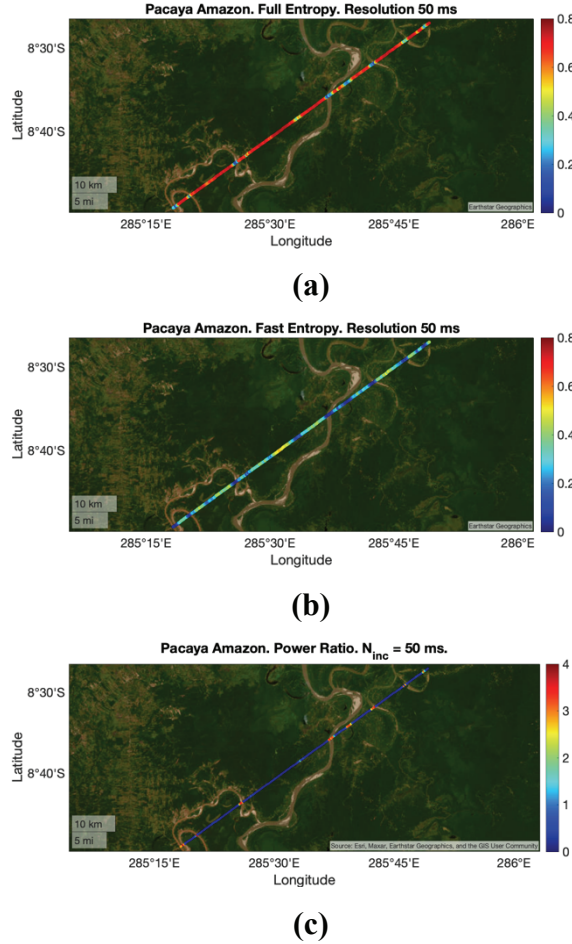 Pacaya Amazon. Full Entropy. Resolution 50 ms
0.8
8°30'S
0.6
Latitude
0.4
8°40'S
0.2
10 km
5 mi
Earthstar Geographics
0
285°15'E 285°30'E 285°45'E 286°E
Longitude
(a)
Pacaya Amazon. Fast Entropy. Resolution 50 ms
0.8
8°30'S
0.6
Latitude
0.4
8°40'S
0.2
10 km
5 mi
Earthstar Geographics
0
285°15'E 285°30'E 285°45'E 286°E
Longitude
(b)
Pacaya Amazon. Power Ratio. N_inc = 50 ms.
4
8°30'S
3
Latitude
2
8°40'S
1
10 km
5 mi
Source: Esri, Maxar, Earthstar Geographics, and the GIS User Community
0
285°15'E 285°30'E 285°45'E 286°E
Longitude
(c)